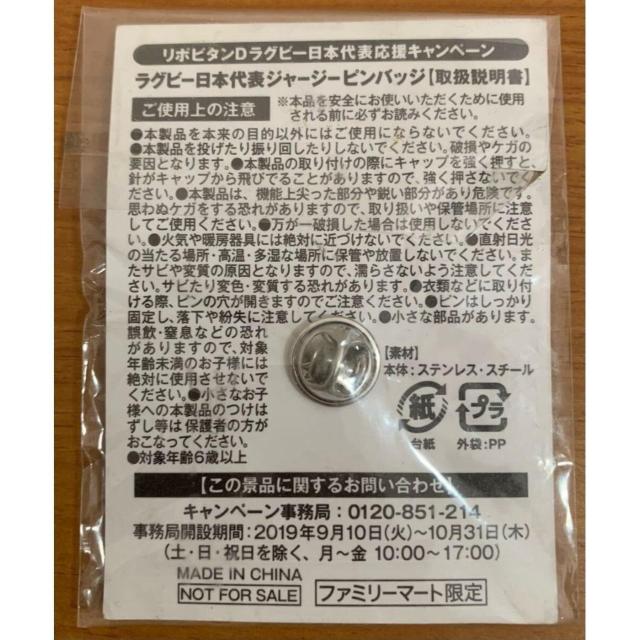 リポビタンDラグビー日本代表応援キャンペーン
ラグビー日本代表ジャージーピンバッジ【取扱説明書】
ご使用上の注意
※本品を安全にお使いいただくために使用
される前に必ずお読みください。
●本製品を本来の目的以外にはご使用にならないでください。
●本製品を投げたり振り回したりしないでください。破損やケガの
要因となります。●本製品の取り付けの際にキャップを強く押すと、
針がキャップから飛びでることがありますので、強く押さないでく
ださい。●本製品は、機能上尖った部分や鋭い部分があり危険です。
思わぬケガをする恐れがありますので、取り扱いや保管場所に注意
してご使用ください。●万が一破損した場合は使用しないでくださ
い。●火気や暖房器具には絶対に近づけないでください。●直射日光
の当たる場所・高温・多湿な場所に保管や放置しないでください。ま
たサビや変質の原因となりますので、濡らさないよう注意してくだ
さい。サビたり変色・変質する恐れがあります。●衣類などに取り付
ける際、ピンの穴が開きますのでご注意ください。●ピンはしっかり
固定し、落下や紛失に注意してください。●小さな部品があります。
誤飲・窒息などの恐れ
がありますので、対象
年齢未満のお子様には
絶対に使用させないで
ください。●小さなお子
様への本製品のつけは
ずし等は保護者の方が
おこなってください。
●対象年齢6歳以上
【素材】
本体：ステンレス・スチール
紙
台紙
プラ
外袋：PP
【この景品に関するお問い合わせ】
キャンペーン事務局：0120-851-214
事務局開設期間：2019年9月10日(火)～10月31日(木)
(土・日・祝日を除く、月～金 10:00～17:00)
MADE IN CHINA
NOT FOR SALE
ファミリーマート限定